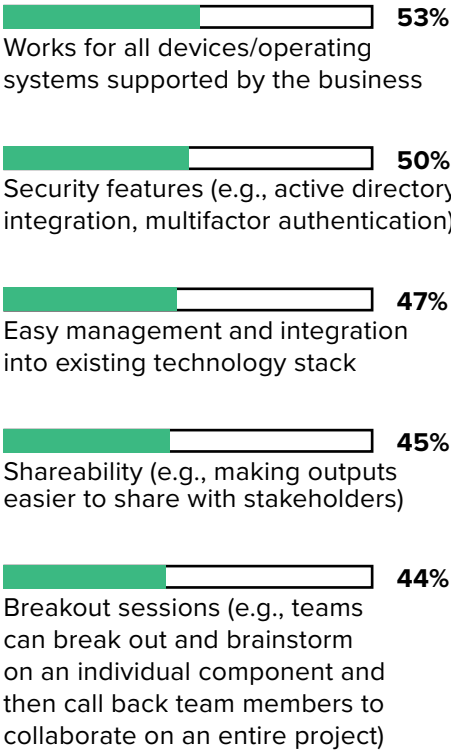 53%
Works for all devices/operating
systems supported by the business
50%
Security features (e.g., active directory
integration, multifactor authentication)
47%
Easy management and integration
into existing technology stack
45%
Shareability (e.g., making outputs
easier to share with stakeholders)
44%
Breakout sessions (e.g., teams
can break out and brainstorm
on an individual component and
then call back team members to
collaborate on an entire project)